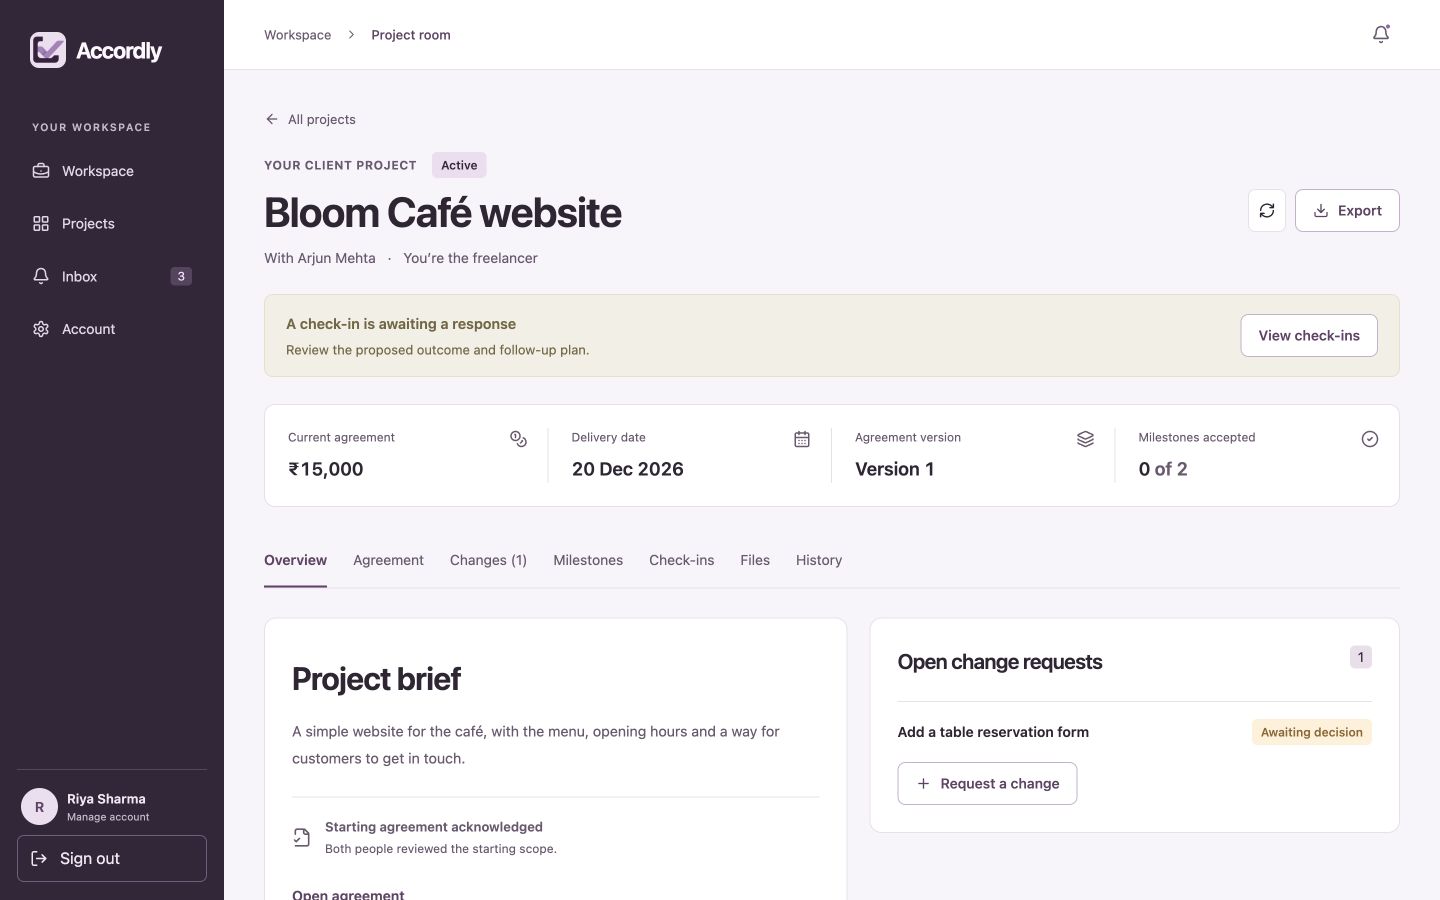 Accordly
YOUR WORKSPACE
Workspace
Projects
Inbox 3
Account
R
Riya Sharma
Manage account
Sign out
Workspace > Project room
All projects
YOUR CLIENT PROJECT Active
Bloom Café website
With Arjun Mehta · You’re the freelancer
Export
A check-in is awaiting a response
Review the proposed outcome and follow-up plan.
View check-ins
Current agreement
₹15,000
Delivery date
20 Dec 2026
Agreement version
Version 1
Milestones accepted
0 of 2
Overview Agreement Changes (1) Milestones Check-ins Files History
Project brief
A simple website for the café, with the menu, opening hours and a way for
customers to get in touch.
Starting agreement acknowledged
Both people reviewed the starting scope.
Open agreement
Open change requests 1
Add a table reservation form Awaiting decision
+ Request a change